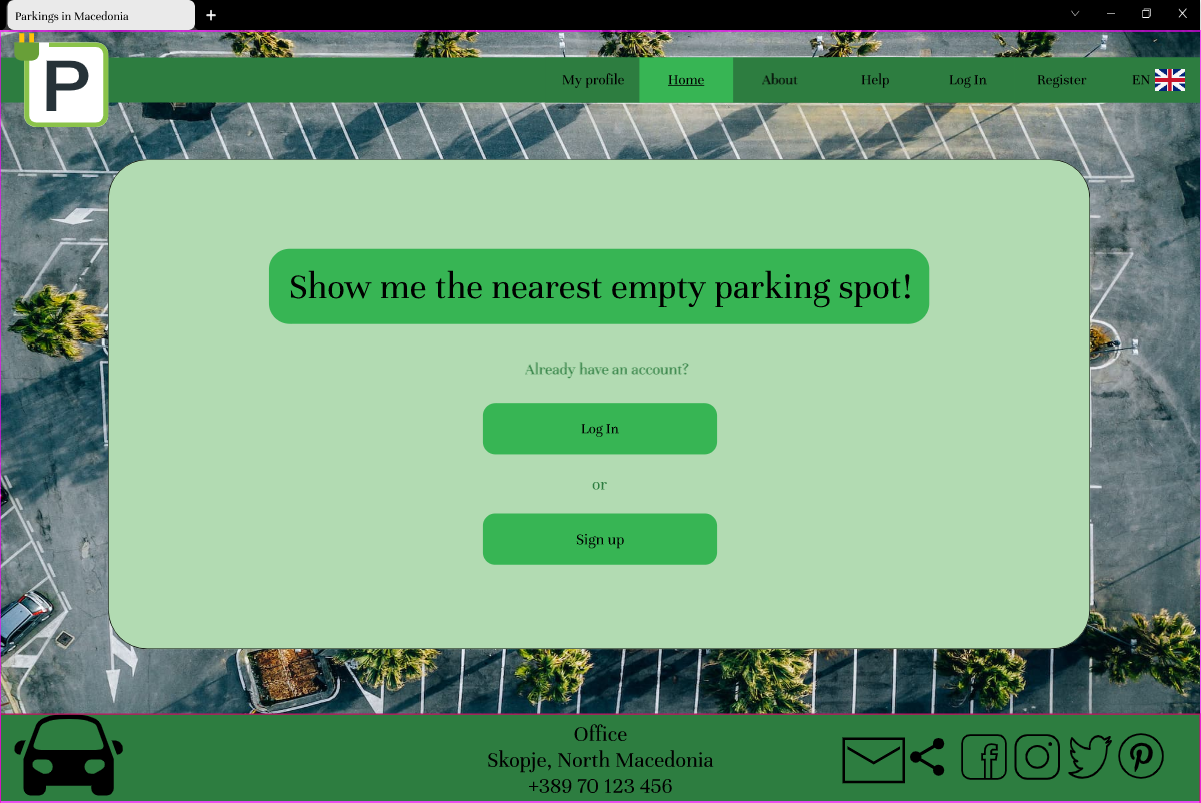 Parkings in Macedonia
P
My profile
Home
About
Help
Log In
Register
EN
Show me the nearest empty parking spot!
Already have an account?
Log In
or
Sign up
Office
Skopje, North Macedonia
+389 70 123 456